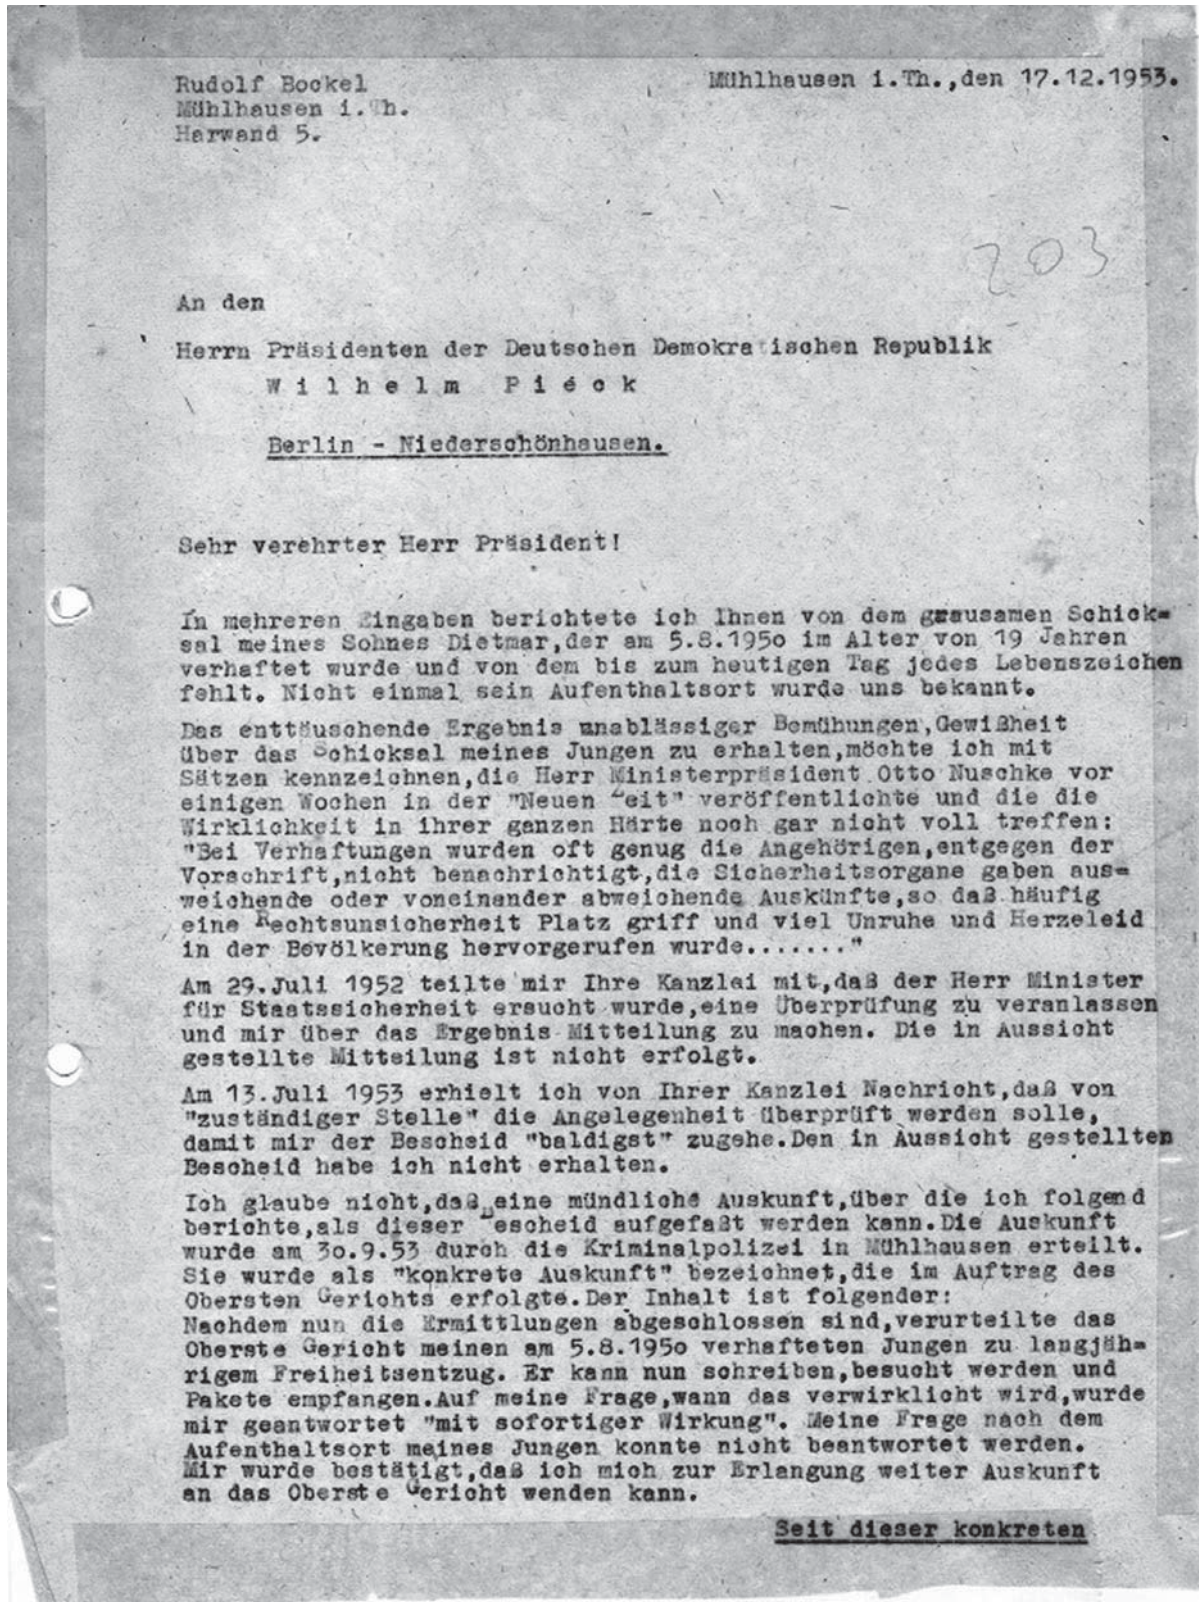 Rudolf Bockel
Mühlhausen i.Th.
Harwand 5.
Mühlhausen i.Th.,den 17.12.1953.
203
An den
Herrn Präsidenten der Deutschen Demokratischen Republik
Wilhelm Pieck
Berlin - Niederschönhausen.
Sehr verehrter Herr Präsident!
In mehreren Eingaben berichtete ich Ihnen von dem grausamen Schick=
sal meines Sohnes Dietmar,der am 5.8.1950 im Alter von 19 Jahren
verhaftet wurde und von dem bis zum heutigen Tag jedes Lebenszeichen
fehlt. Nicht einmal sein Aufenthaltsort wurde uns bekannt.
Das enttäuschende Ergebnis unablässiger Bemühungen,Gewißheit
über das Schicksal meines Jungen zu erhalten,möchte ich mit
Sätzen kennzeichnen,die Herr Ministerpräsident Otto Nuschke vor
einigen Wochen in der "Neuen Zeit" veröffentlichte und die die
Wirklichkeit in ihrer ganzen Härte noch gar nicht voll treffen:
"Bei Verhaftungen wurden oft genug die Angehörigen,entgegen der
Vorschrift,nicht benachrichtigt,die Sicherheitsorgane gaben aus=
weichende oder voneinander abweichende Auskünfte,so daß häufig
eine Rechtsunsicherheit Platz griff und viel Unruhe und Herzeleid
in der Bevölkerung hervorgerufen wurde......."
Am 29.Juli 1952 teilte mir Ihre Kanzlei mit,daß der Herr Minister
für Staatssicherheit ersucht wurde,eine Überprüfung zu veranlassen
und mir über das Ergebnis Mitteilung zu machen. Die in Aussicht
gestellte Mitteilung ist nicht erfolgt.
Am 13.Juli 1953 erhielt ich von Ihrer Kanzlei Nachricht,daß von
"zuständiger Stelle" die Angelegenheit überprüft werden solle,
damit mir der Bescheid "baldigst" zugehe.Den in Aussicht gestellten
Bescheid habe ich nicht erhalten.
Ich glaube nicht,daß eine mündliche Auskunft,über die ich folgend
berichte,als dieser Bescheid aufgefaßt werden kann.Die Auskunft
wurde am 30.9.53 durch die Kriminalpolizei in Mühlhausen erteilt.
Sie wurde als "konkrete Auskunft" bezeichnet,die im Auftrag des
Obersten Gerichts erfolgte.Der Inhalt ist folgender:
Nachdem nun die Ermittlungen abgeschlossen sind,verurteilte das
Oberste Gericht meinen am 5.8.1950 verhafteten Jungen zu langjäh=
rigem Freiheitsentzug. Er kann nun schreiben,besucht werden und
Pakete empfangen.Auf meine Frage,wann das verwirklicht wird,wurde
mir geantwortet "mit sofortiger Wirkung". Meine Frage nach dem
Aufenthaltsort meines Jungen konnte nicht beantwortet werden.
Mir wurde bestätigt,daß ich mich zur Erlangung weiter Auskunft
an das Oberste Gericht wenden kann.
Seit dieser konkreten